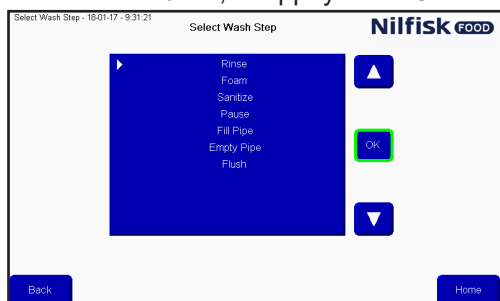 Select Wash Step - 18-01-17 - 9:31:21
Select Wash Step
Nilfisk FOOD
Rinse
Foam
Sanitize
Pause
Fill Pipe
Empty Pipe
Flush
OK
Back
Home